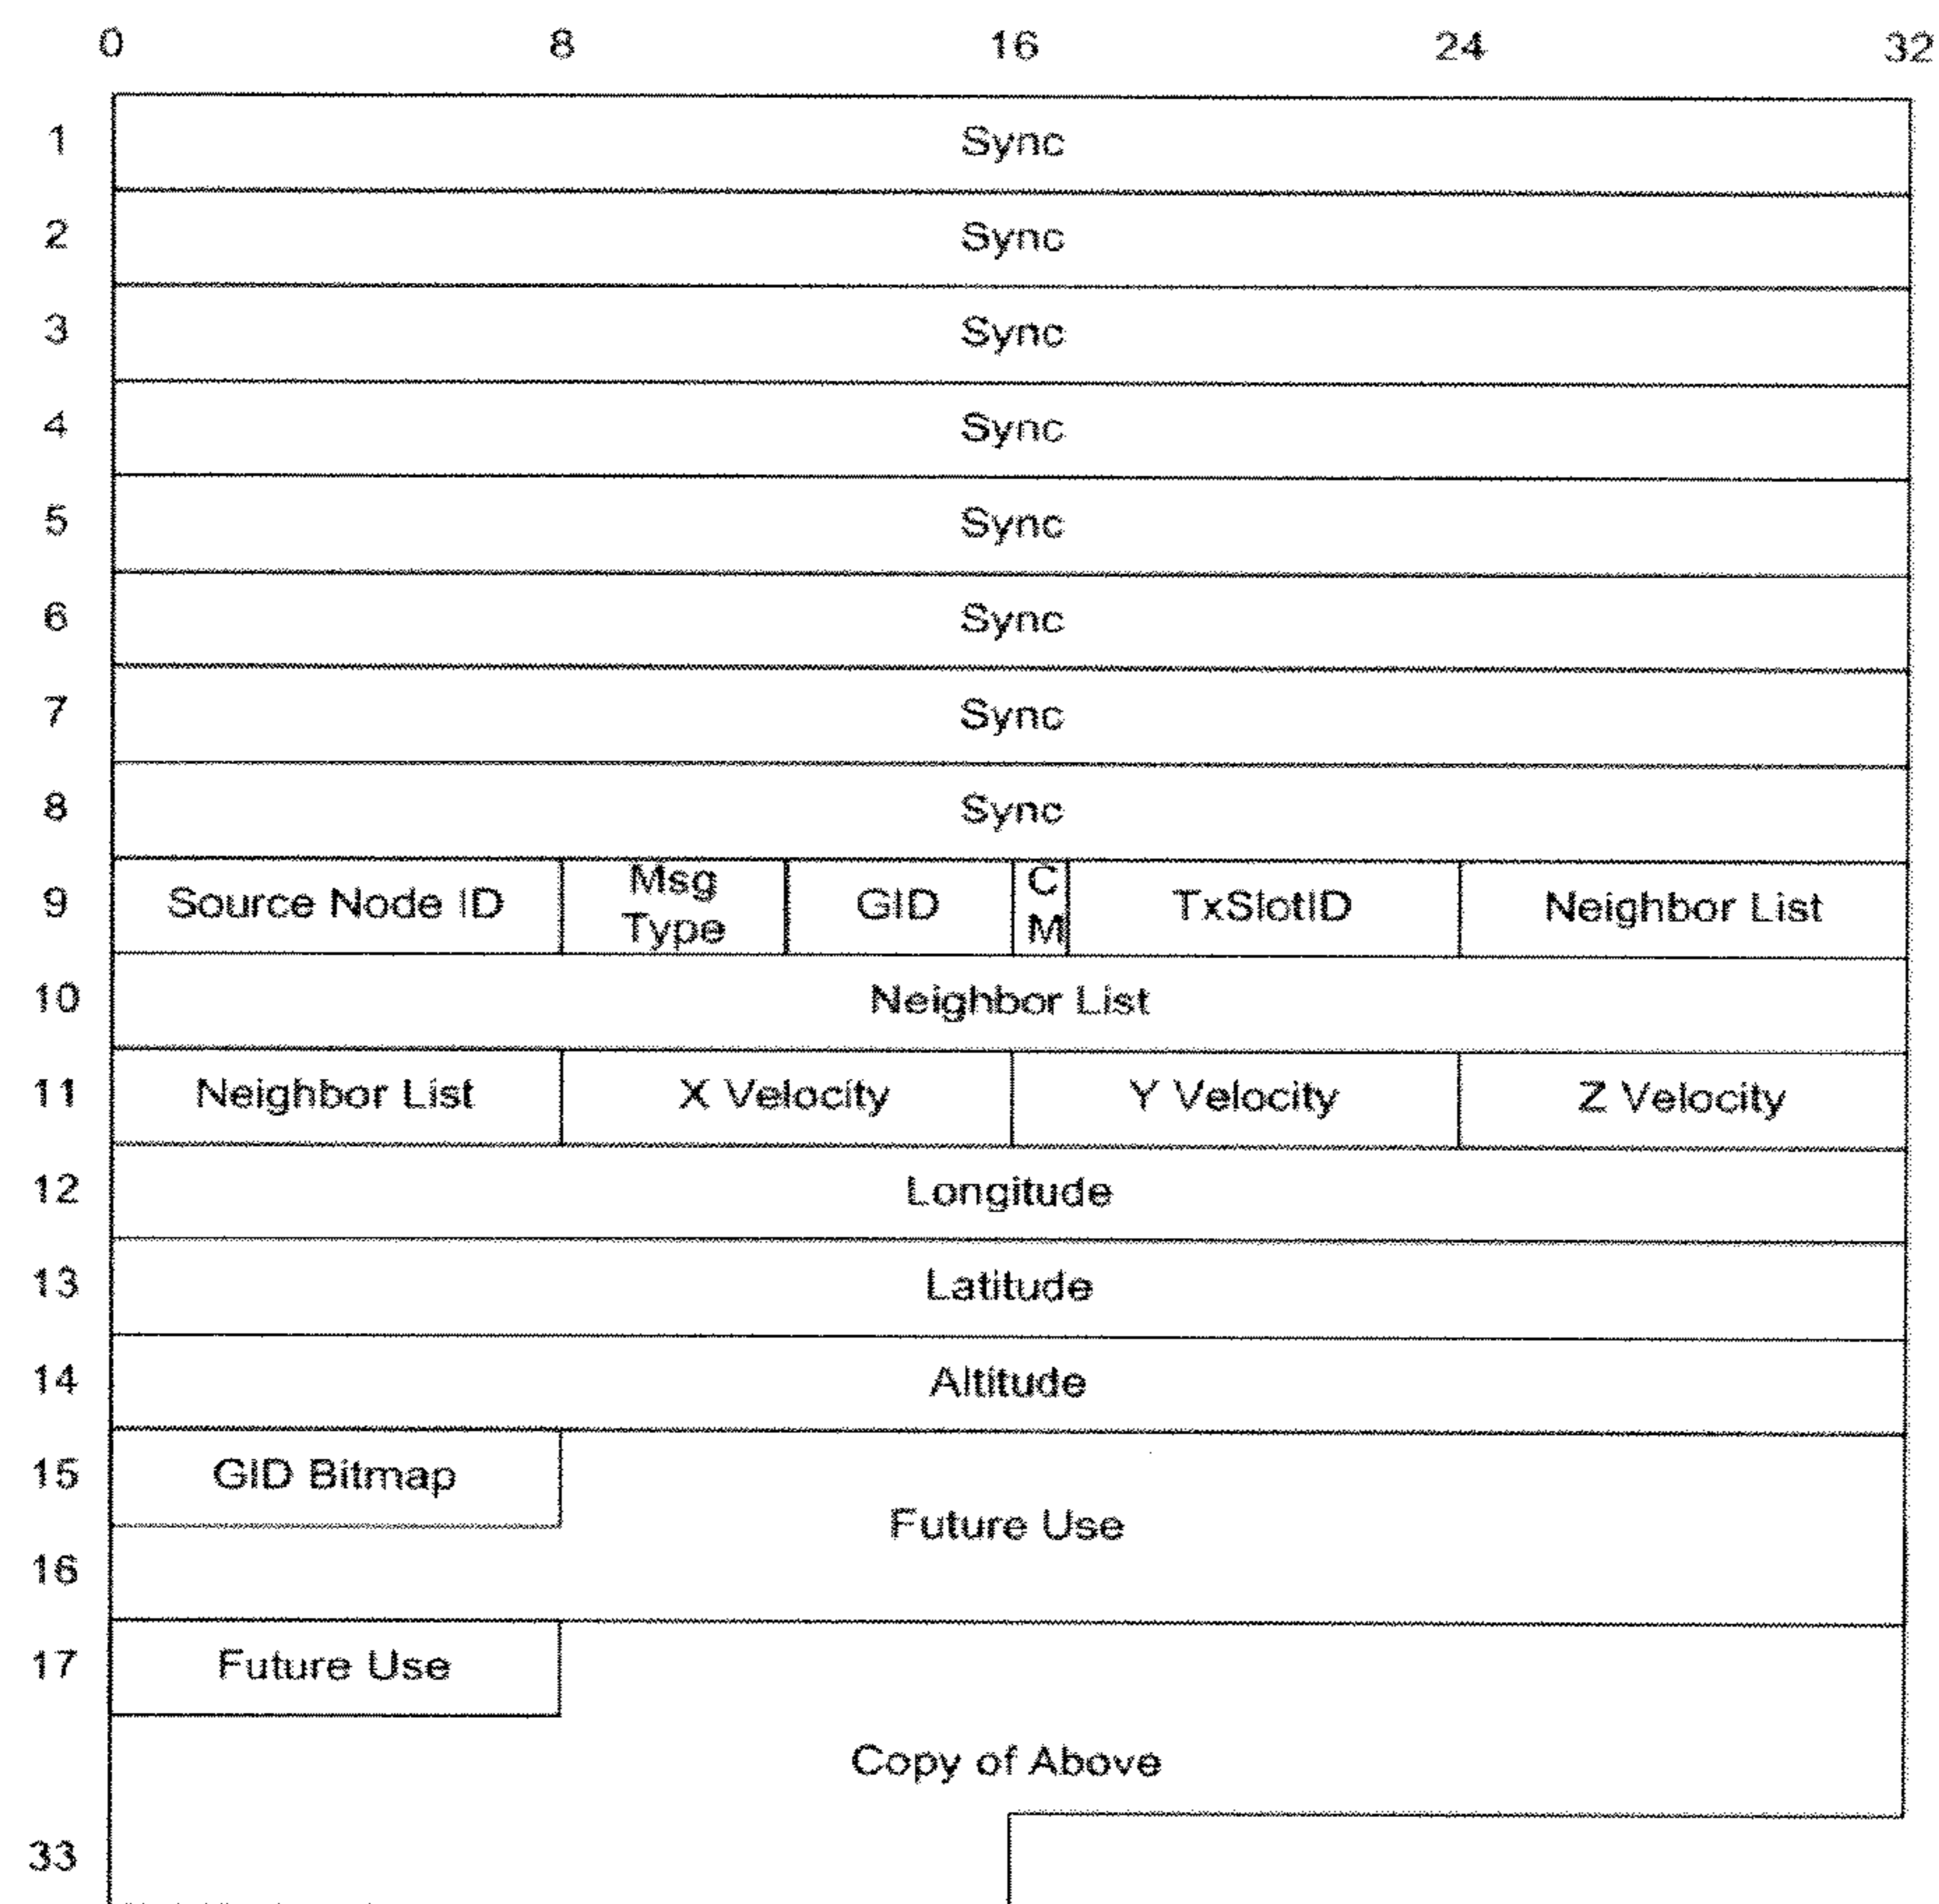 0 8 16 24 32
1 Sync
2 Sync
3 Sync
4 Sync
5 Sync
6 Sync
7 Sync
8 Sync
9 Source Node ID Msg Type GID CM TxSlotID Neighbor List
10 Neighbor List
11 Neighbor List X Velocity Y Velocity Z Velocity
12 Longitude
13 Latitude
14 Altitude
15 GID Bitmap
Future Use
16
17 Future Use
Copy of Above
33